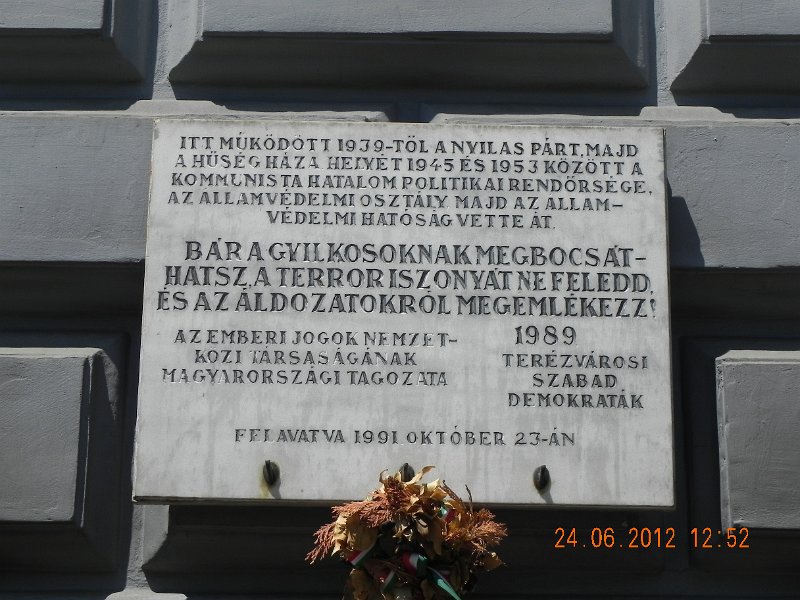 ITT MŰKÖDÖTT 1939-TŐL A NYILAS PÁRT, MAJD
A HŰSÉG HÁZA HELYÉT 1945 ÉS 1953 KÖZÖTT A
KOMMUNISTA HATALOM POLITIKAI RENDŐRSÉGE,
AZ ÁLLAMVÉDELMI OSZTÁLY MAJD AZ ÁLLAM-
VÉDELMI HATÓSÁG VETTE ÁT.
BÁR A GYILKOSOKNAK MEGBOCSÁT-
HATSZ, A TERROR ISZONYÁT NE FELEDD,
ÉS AZ ÁLDOZATOKRÓL MEGEMLÉKEZZ!
AZ EMBERI JOGOK NEMZET-
KÖZI TÁRSASÁGÁNAK
MAGYARORSZÁGI TAGOZATA
1989
TERÉZVÁROSI
SZABAD
DEMOKRATÁK
FELAVATVA 1991. OKTÓBER 23-ÁN
24.06.2012 12:52